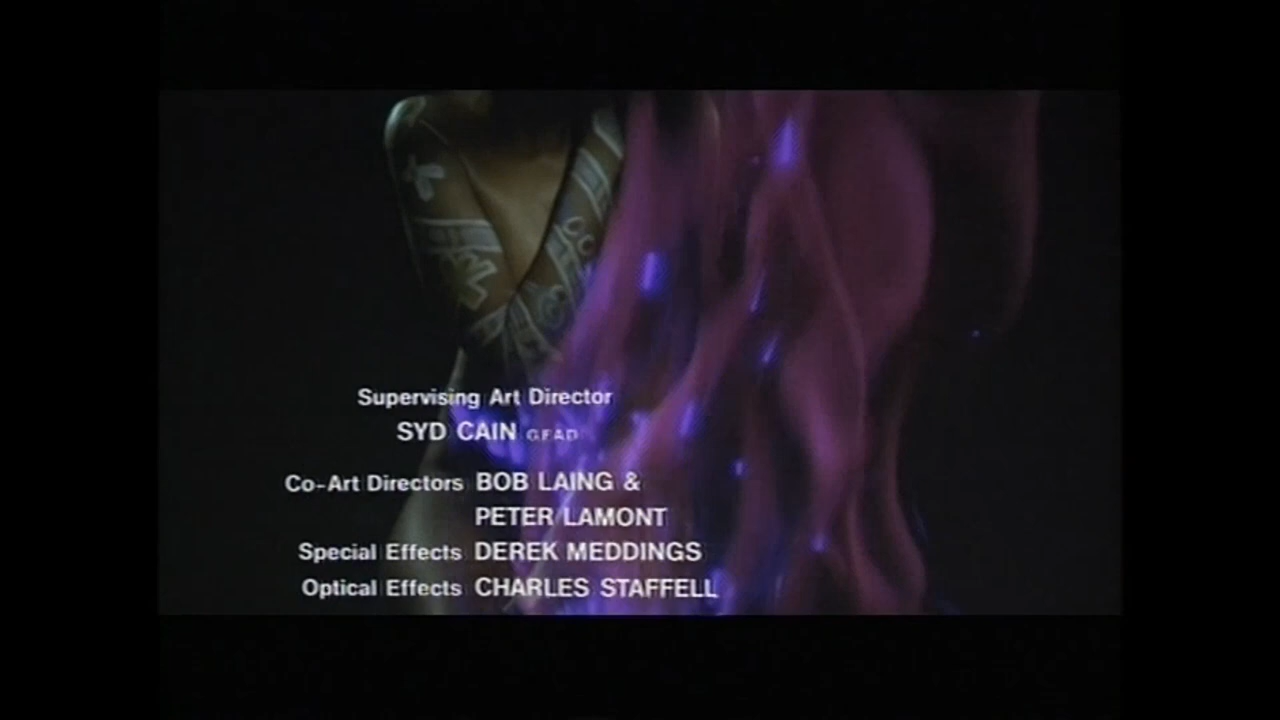 Supervising Art Director
SYD CAIN G.F.A.D.
Co-Art Directors BOB LAING &
PETER LAMONT
Special Effects DEREK MEDDINGS
Optical Effects CHARLES STAFFELL